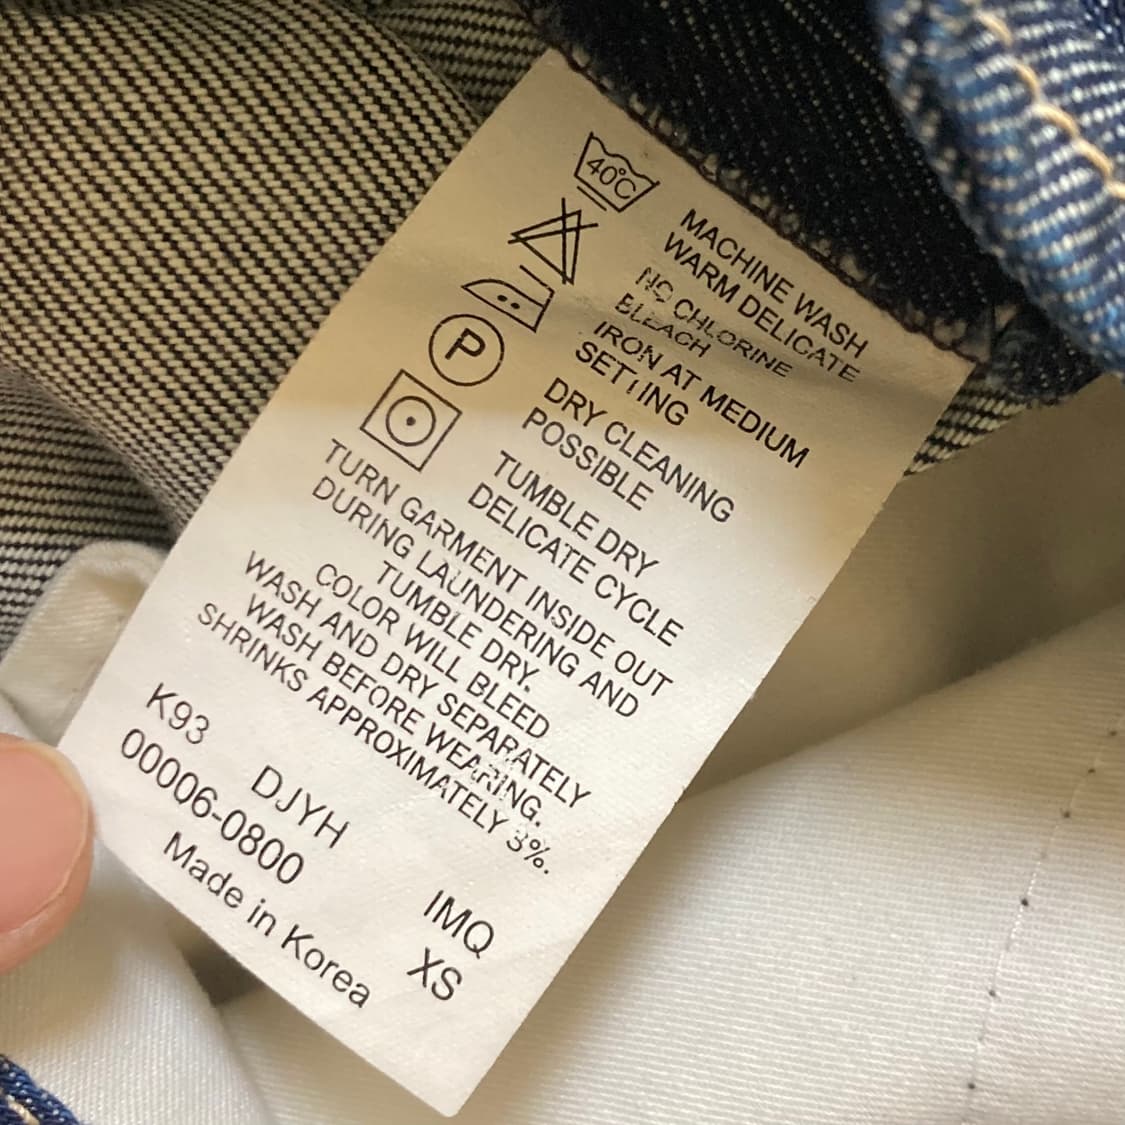 40°C
MACHINE WASH
WARM DELICATE
NO CHLORINE
BLEACH
IRON AT MEDIUM
SETTING
P
DRY CLEANING
POSSIBLE
TUMBLE DRY
DELICATE CYCLE
TURN GARMENT INSIDE OUT
DURING LAUNDERING AND
TUMBLE DRY.
COLOR WILL BLEED
WASH AND DRY SEPARATELY
WASH BEFORE WEARING.
SHRINKS APPROXIMATELY 3%.
K93 DJYH IMQ
00006-0800 XS
Made in Korea